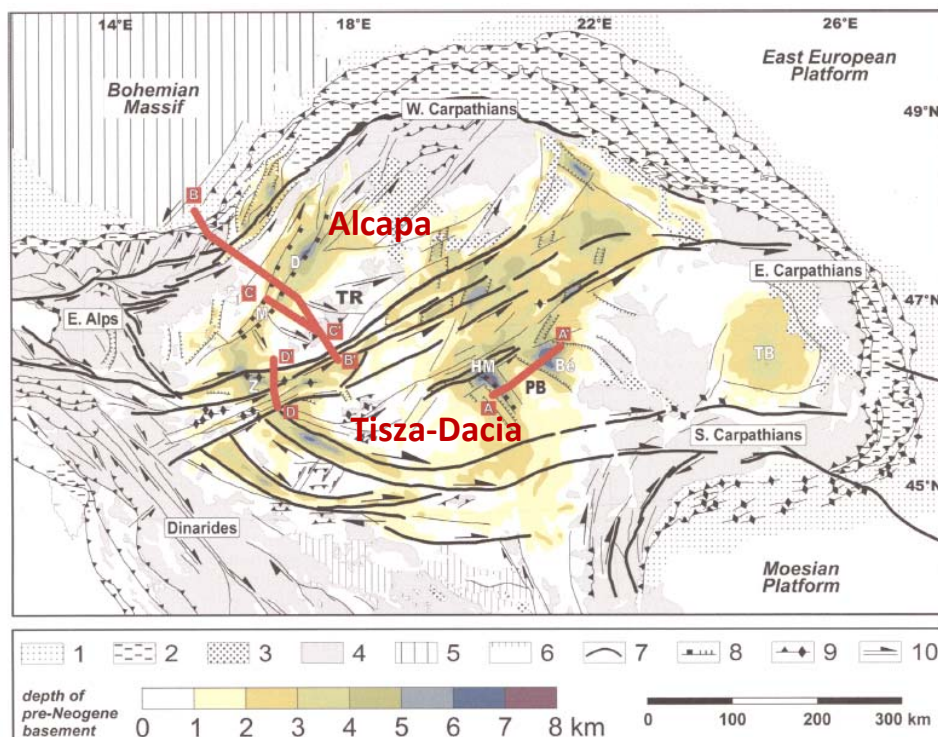 14°E 18°E 22°E 26°E
East European
Platform
Bohemian
Massif
W. Carpathians
49°N
B
Alcapa
D
E. Carpathians
C TR 47°N
M
E. Alps C'
D' B' A'
HM Bé TB
Z PB
A
D Tisza-Dacia
S. Carpathians
45°N
Dinarides
Moesian
Platform
1 2 3 4 5 6 7 8 9 10
depth of
pre-Neogene
basement
0 1 2 3 4 5 6 7 8 km
0 100 200 300 km